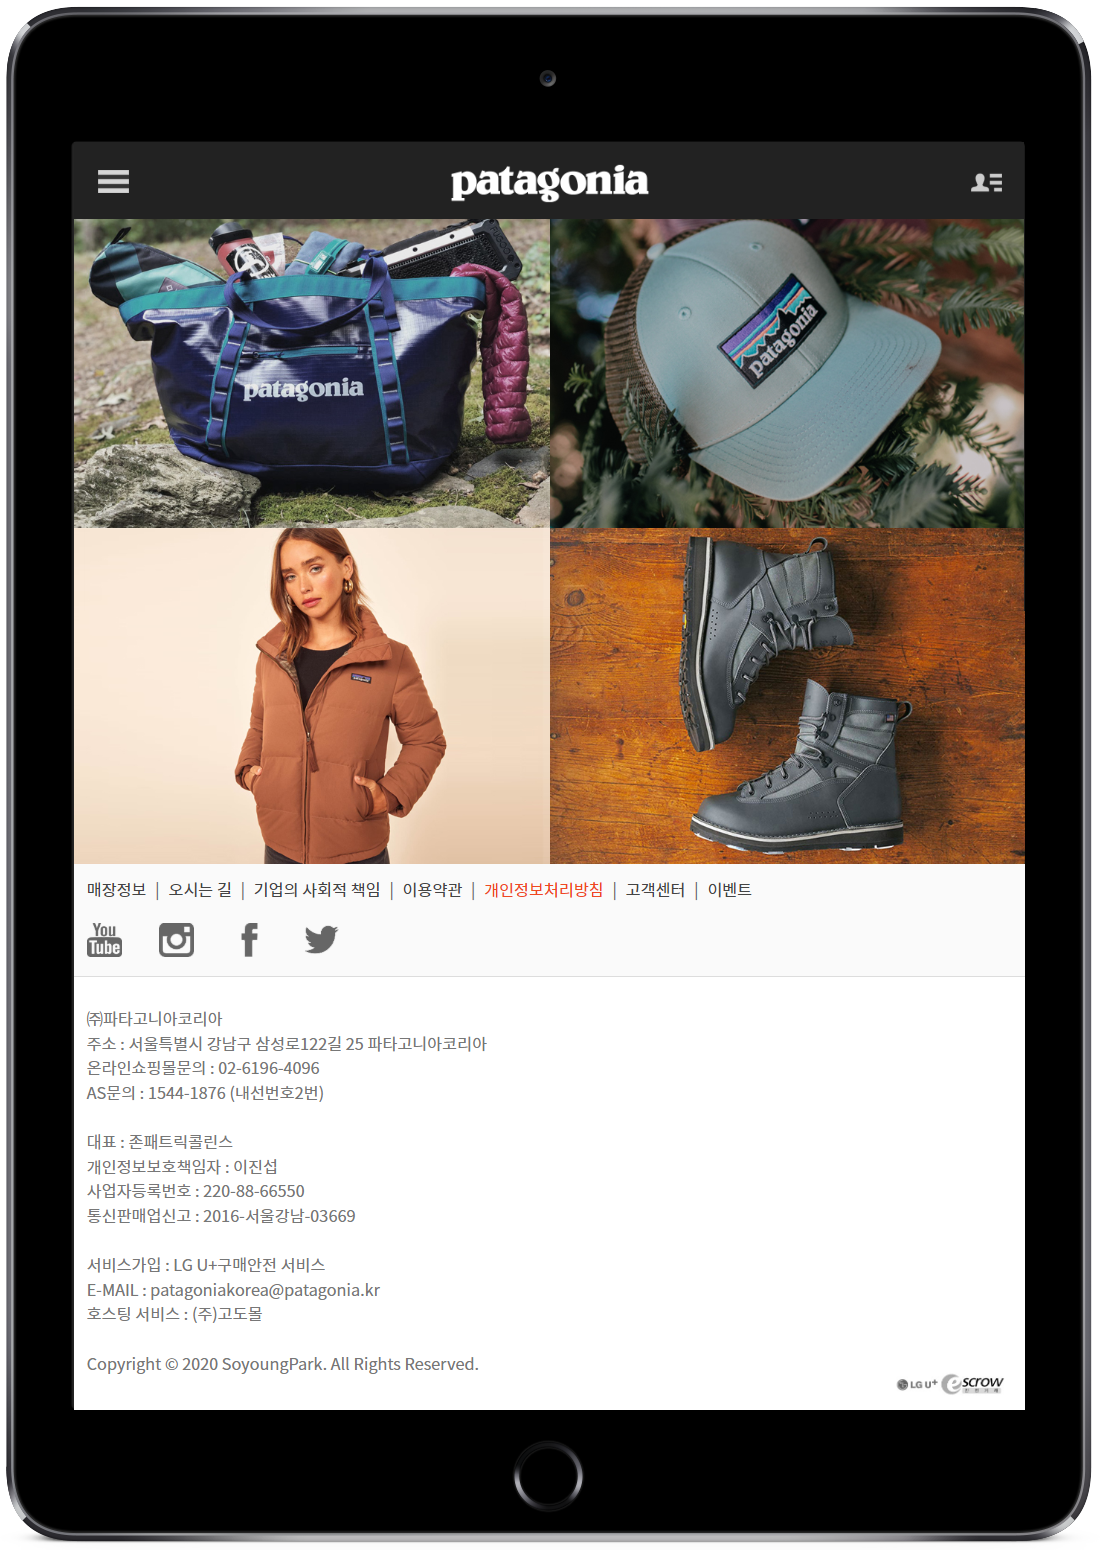 patagonia
patagonia
patagonia
매장정보 | 오시는 길 | 기업의 사회적 책임 | 이용약관 | 개인정보처리방침 | 고객센터 | 이벤트
You
Tube
㈜파타고니아코리아
주소 : 서울특별시 강남구 삼성로122길 25 파타고니아코리아
온라인쇼핑몰문의 : 02-6196-4096
AS문의 : 1544-1876 (내선번호2번)
대표 : 존패트릭콜린스
개인정보보호책임자 : 이진섭
사업자등록번호 : 220-88-66550
통신판매업신고 : 2016-서울강남-03669
서비스가입 : LG U+구매안전 서비스
E-MAIL : patagoniakorea@patagonia.kr
호스팅 서비스 : (주)고도몰
Copyright © 2020 SoyoungPark. All Rights Reserved.
LG U+ escrow